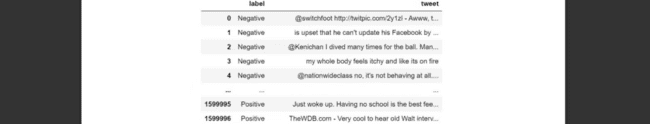 label tweet
0 Negative @switchfoot http://twitpic.com/2y1zl - Awww, t...
1 Negative is upset that he can't update his Facebook by ...
2 Negative @Kenichan I dived many times for the ball. Man...
3 Negative my whole body feels itchy and like its on fire
4 Negative @nationwideclass no, it's not behaving at all....
... ... ...
1599995 Positive Just woke up. Having no school is the best fee...
1599996 Positive TheWDB.com - Very cool to hear old Walt interv...